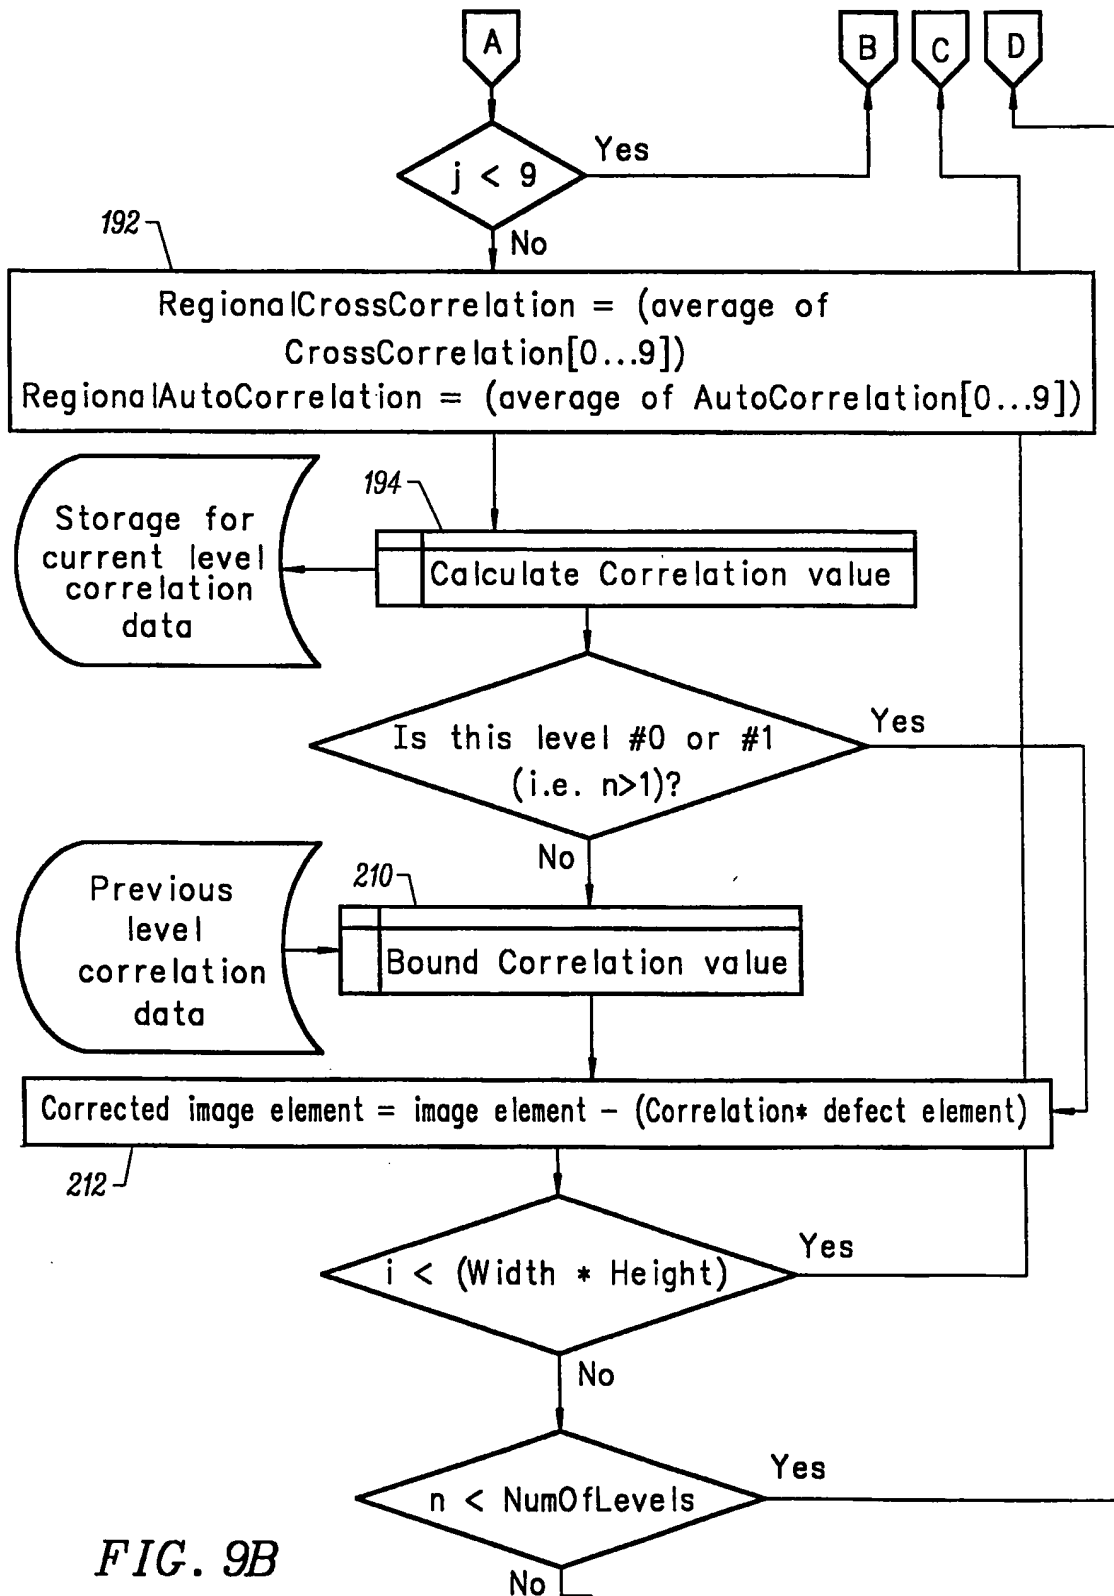 A
B
C
D
j < 9
Yes
No
192
RegionalCrossCorrelation = (average of
CrossCorrelation[0...9])
RegionalAutoCorrelation = (average of AutoCorrelation[0...9])
194
Storage for
current level
correlation
data
Calculate Correlation value
Is this level #0 or #1
(i.e. n>1)?
Yes
No
210
Previous
level
correlation
data
Bound Correlation value
Corrected image element = image element - (Correlation* defect element)
212
i < (Width * Height)
Yes
No
n < NumOfLevels
Yes
No
FIG. 9B